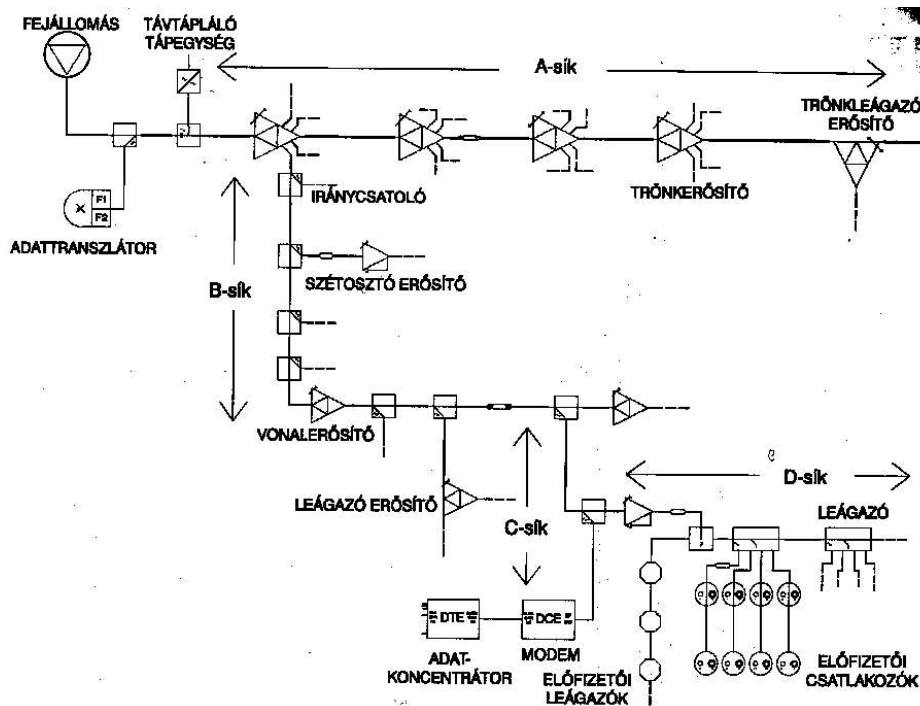 FEJÁLLOMÁS
TÁVTÁPLÁLÓ
TÁPEGYSÉG
A-sík
TRÖNKLEÁGAZÓ
ERŐSÍTŐ
F1
F2
ADATTRANSZLÁTOR
IRÁNYCSATOLÓ
TRÖNKERŐSÍTŐ
B-sík
SZÉTOSZTÓ ERŐSÍTŐ
VONALERŐSÍTŐ
LEÁGAZÓ ERŐSÍTŐ
C-sík
D-sík
LEÁGAZÓ
DTE
DCE
ADAT-
KONCENTRÁTOR
MODEM
ELŐFIZETŐI
LEÁGAZÓK
ELŐFIZETŐI
CSATLAKOZÓK